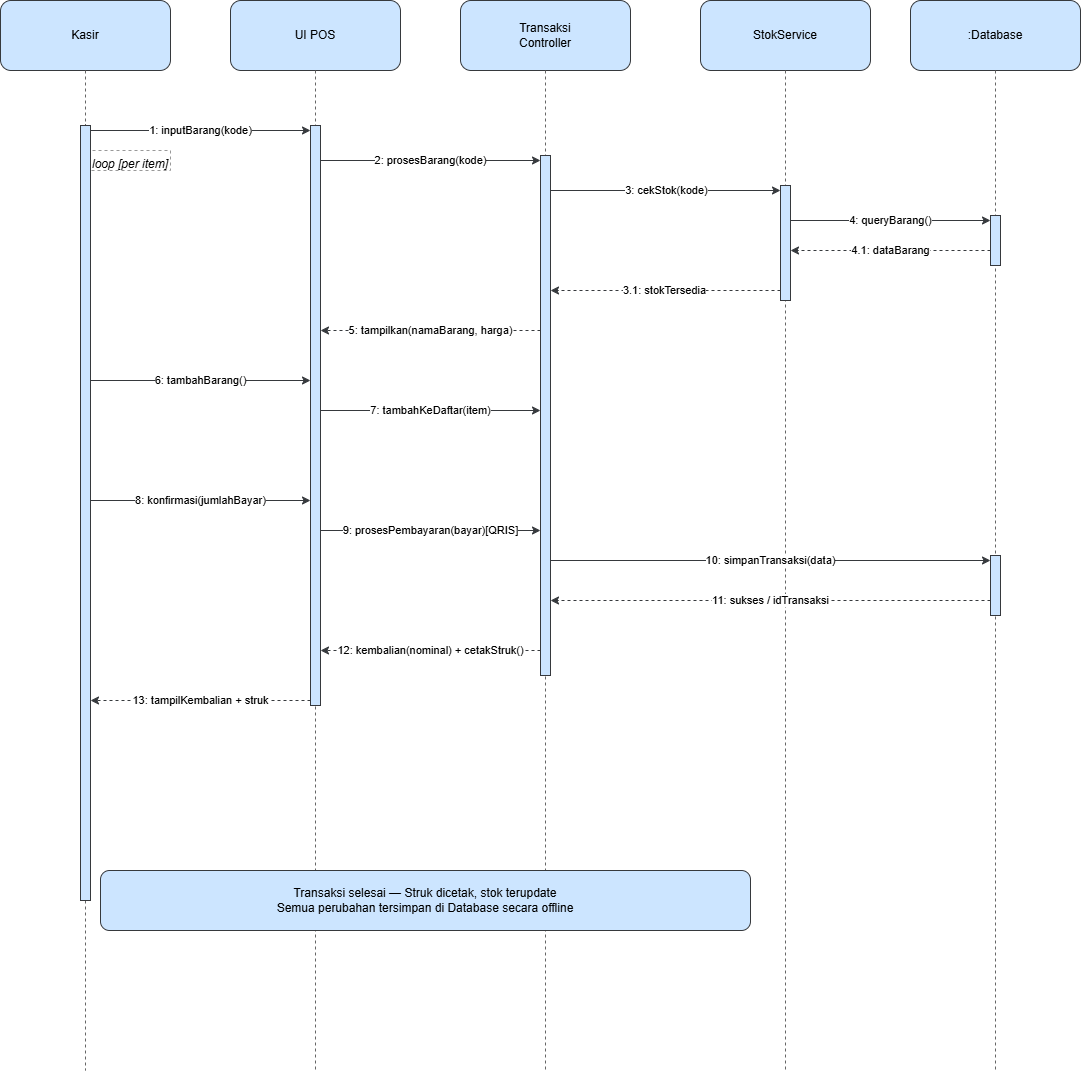 Kasir
UI POS
Transaksi
Controller
StokService
:Database
1: inputBarang(kode)
loop [per item]
2: prosesBarang(kode)
3: cekStok(kode)
4: queryBarang()
4.1: dataBarang
3.1: stokTersedia
5: tampilkan(namaBarang, harga)
6: tambahBarang()
7: tambahKeDaftar(item)
8: konfirmasi(jumlahBayar)
9: prosesPembayaran(bayar)[QRIS]
10: simpanTransaksi(data)
11: sukses / idTransaksi
12: kembalian(nominal) + cetakStruk()
13: tampilKembalian + struk
Transaksi selesai — Struk dicetak, stok terupdate
Semua perubahan tersimpan di Database secara offline